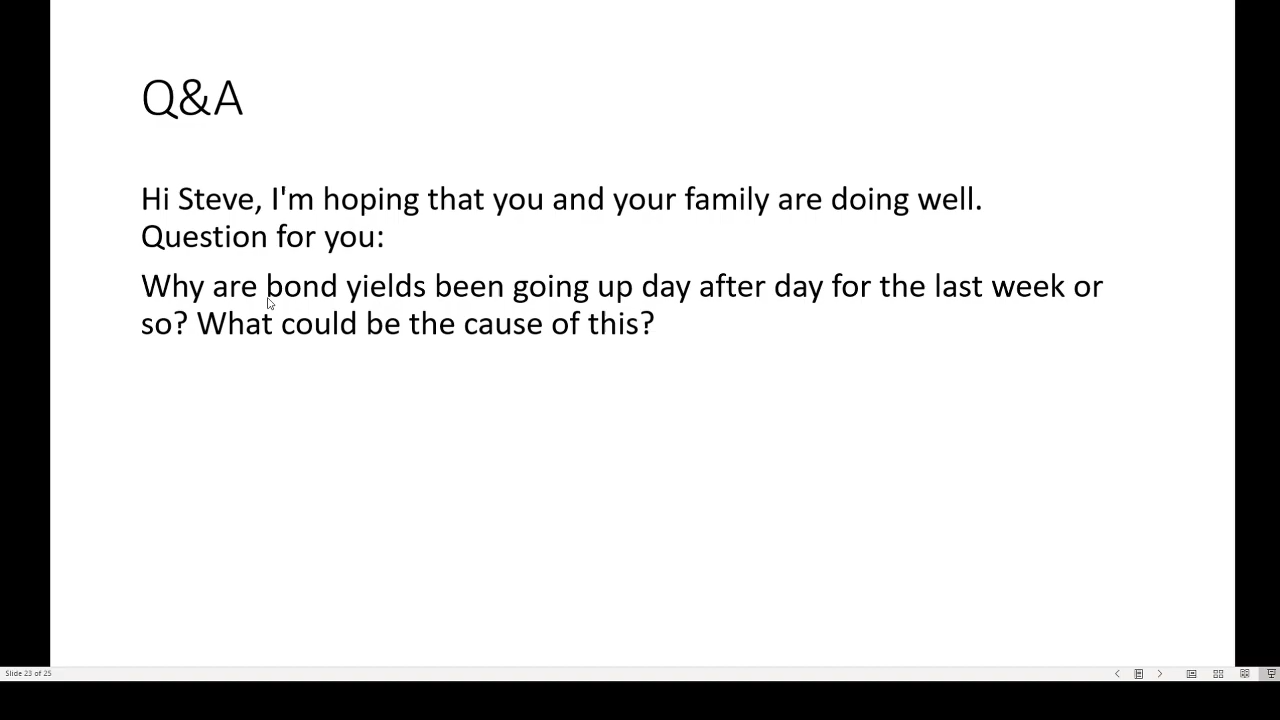 Q&A
Hi Steve, I'm hoping that you and your family are doing well.
Question for you:
Why are bond yields been going up day after day for the last week or
so? What could be the cause of this?
Slide 23 of 25